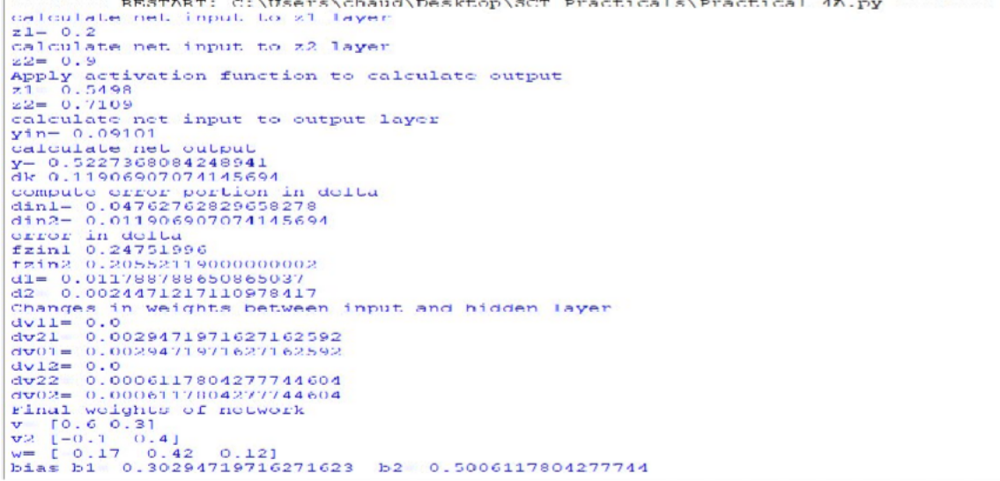 RESTART: C:\Users\chaud\Desktop\SCT Practicals\Practical 4A.py
calculate net input to z1 layer
z1= 0.2
calculate net input to z2 layer
z2= 0.9
Apply activation function to calculate output
z1= 0.5498
z2= 0.7109
calculate net input to output layer
yin= 0.09101
calculate net output
y= 0.5227368084248941
dk 0.11906907074145694
compute error portion in delta
din1= 0.04762762829658278
din2= 0.011906907074145694
error in delta
fzin1 0.24751996
fzin2 0.20552119000000002
d1= 0.011788788650865037
d2= 0.0024471217110978417
Changes in weights between input and hidden layer
dv11= 0.0
dv21= 0.0029471971627162592
dv01= 0.0029471971627162592
dv12= 0.0
dv22= 0.0006117804277744604
dv02= 0.0006117804277744604
Final weights of network
v= [0.6 0.3]
v2 [-0.1 0.4]
w= [-0.17 0.42 0.12]
bias b1= 0.30294719716271623 b2= 0.5006117804277744